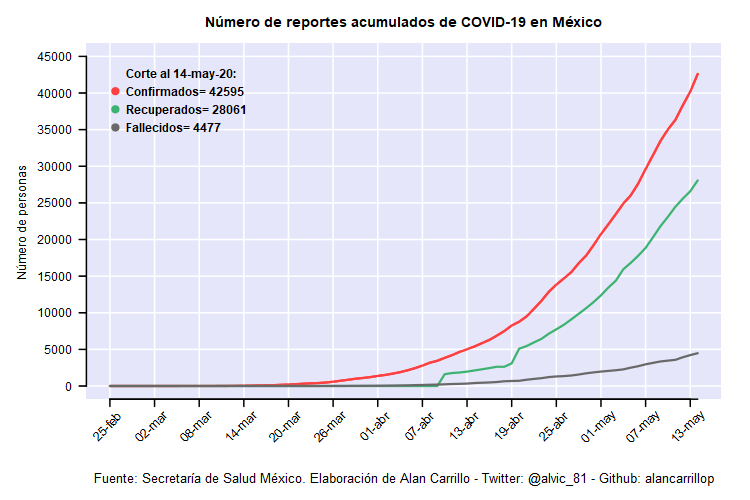 Número de reportes acumulados de COVID-19 en México
Número de personas
45000
40000
35000
30000
25000
20000
15000
10000
5000
0
Corte al 14-may-20:
Confirmados= 42595
Recuperados= 28061
Fallecidos= 4477
25-feb
02-mar
08-mar
14-mar
20-mar
26-mar
01-abr
07-abr
13-abr
19-abr
25-abr
01-may
07-may
13-may
Fuente: Secretaría de Salud México. Elaboración de Alan Carrillo - Twitter: @alvic_81 - Github: alancarrillop